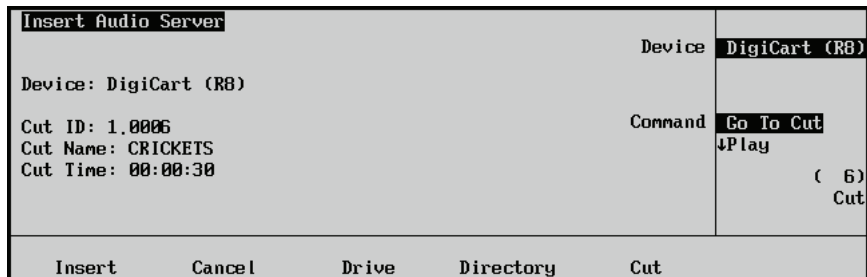 Insert Audio Server
Device DigiCart (R8)
Device: DigiCart (R8)
Cut ID: 1.0006
Command Go To Cut
Cut Name: CRICKETS
↓Play
Cut Time: 00:00:30
( 6)
Cut
Insert Cancel Drive Directory Cut